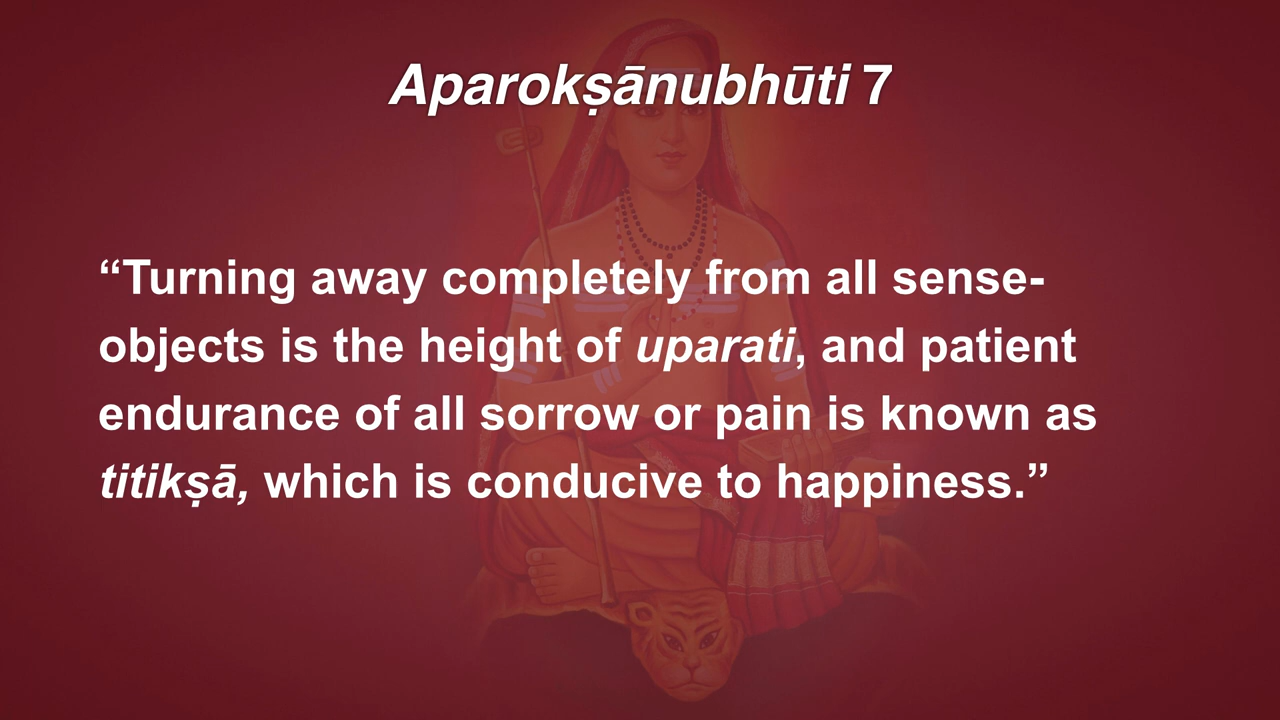 Aparokṣānubhūti 7
“Turning away completely from all sense-
objects is the height of uparati, and patient
endurance of all sorrow or pain is known as
titikṣā, which is conducive to happiness.”